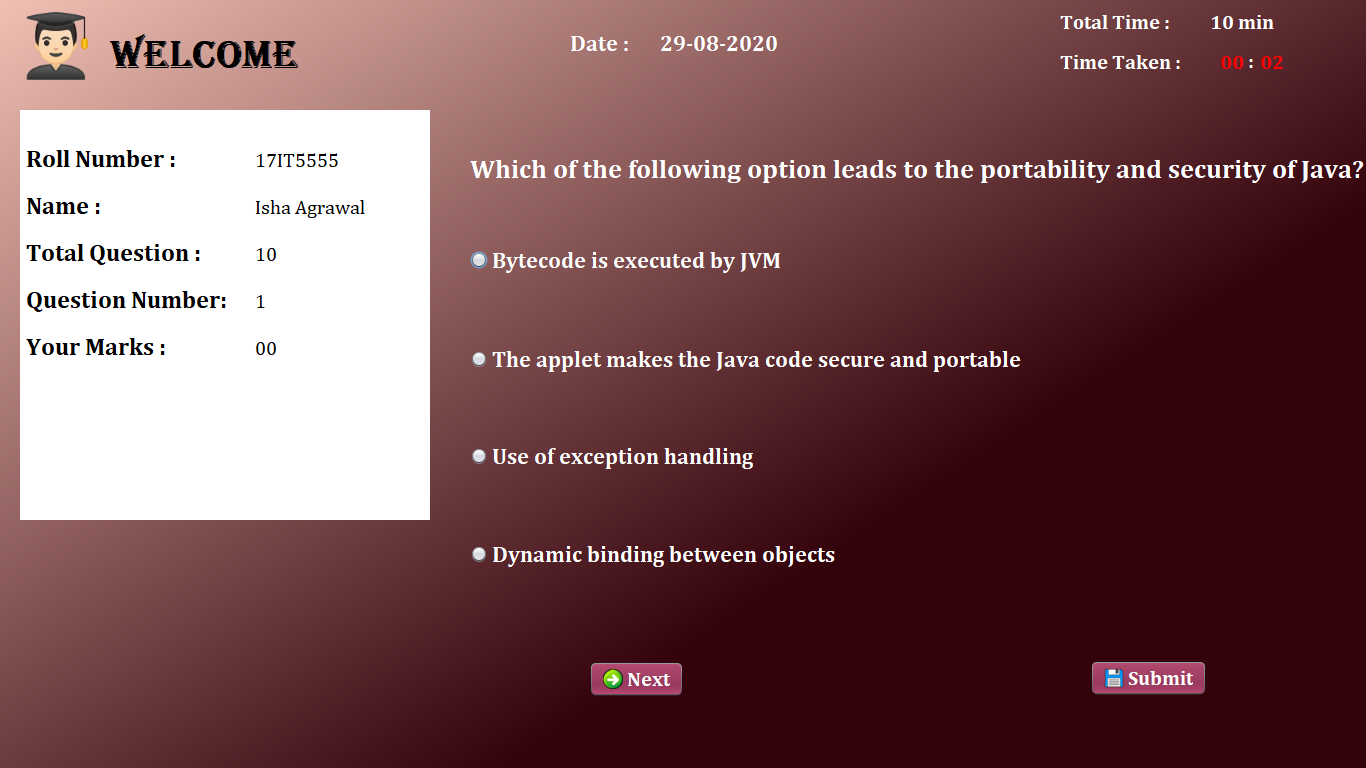 WELCOME
Date : 29-08-2020
Total Time : 10 min
Time Taken : 00 : 02
Roll Number : 17IT5555
Name : Isha Agrawal
Total Question : 10
Question Number: 1
Your Marks : 00
Which of the following option leads to the portability and security of Java?
Bytecode is executed by JVM
The applet makes the Java code secure and portable
Use of exception handling
Dynamic binding between objects
Next
Submit